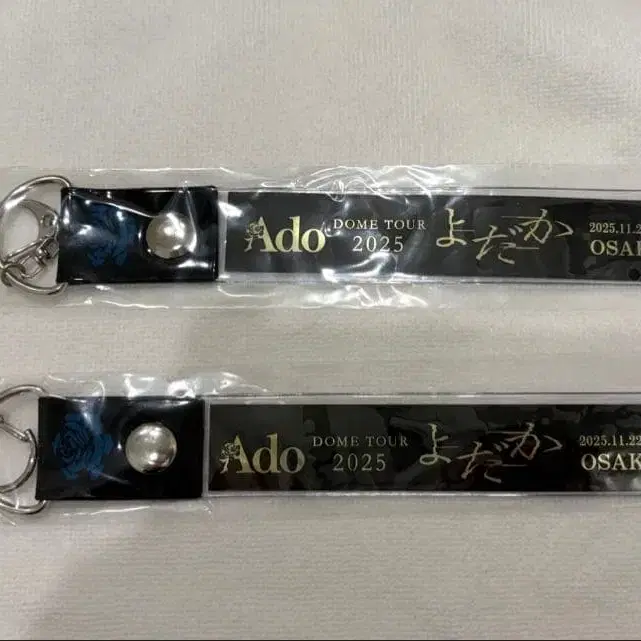 Ado
DOME TOUR
2025
よだか
2025.11.2
OSAK
Ado
DOME TOUR
2025
よだか
2025.11.22
OSAK